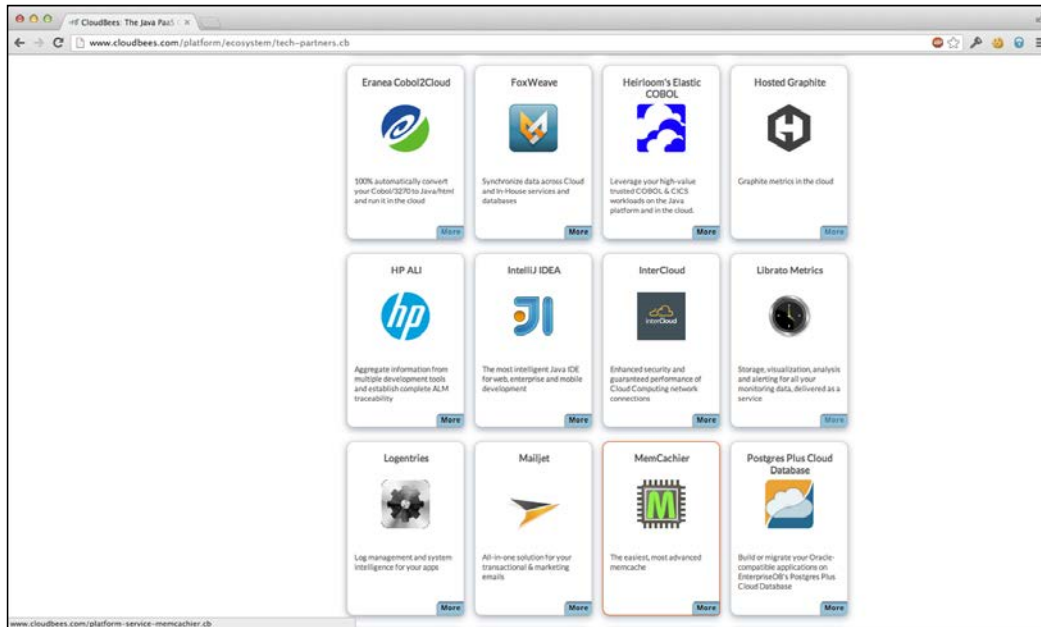 CloudBees: The Java PaaS
www.cloudbees.com/platform/ecosystem/tech-partners.cb
Eranea Cobol2Cloud
100% automatically convert
your Cobol/3270 to Java/html
and run it in the cloud
More
FoxWeave
Synchronize data across Cloud
and In-House services and
databases
More
Heirloom's Elastic
COBOL
Leverage your high-value
trusted COBOL & CICS
workloads on the Java
platform and in the cloud.
More
Hosted Graphite
H
Graphite metrics in the cloud
More
HP ALI
hp
Aggregate information from
multiple development tools
and establish complete ALM
traceability
More
IntelliJ IDEA
JI
The most intelligent Java IDE
for web, enterprise and mobile
development
More
InterCloud
InterCloud
Enhanced security and
guaranteed performance of
Cloud Computing network
connections
More
Librato Metrics
Storage, visualization, analysis
and alerting for all your
monitoring data, delivered as a
service
More
Logentries
Log management and system
intelligence for your apps
More
Mailjet
All-in-one solution for your
transactional & marketing
emails
More
MemCachier
M
The easiest, most advanced
memcache
More
Postgres Plus Cloud
Database
Build or migrate your Oracle-
compatible applications on
EnterpriseDB's Postgres Plus
Cloud Database
More
www.cloudbees.com/platform-service-memcachier.cb